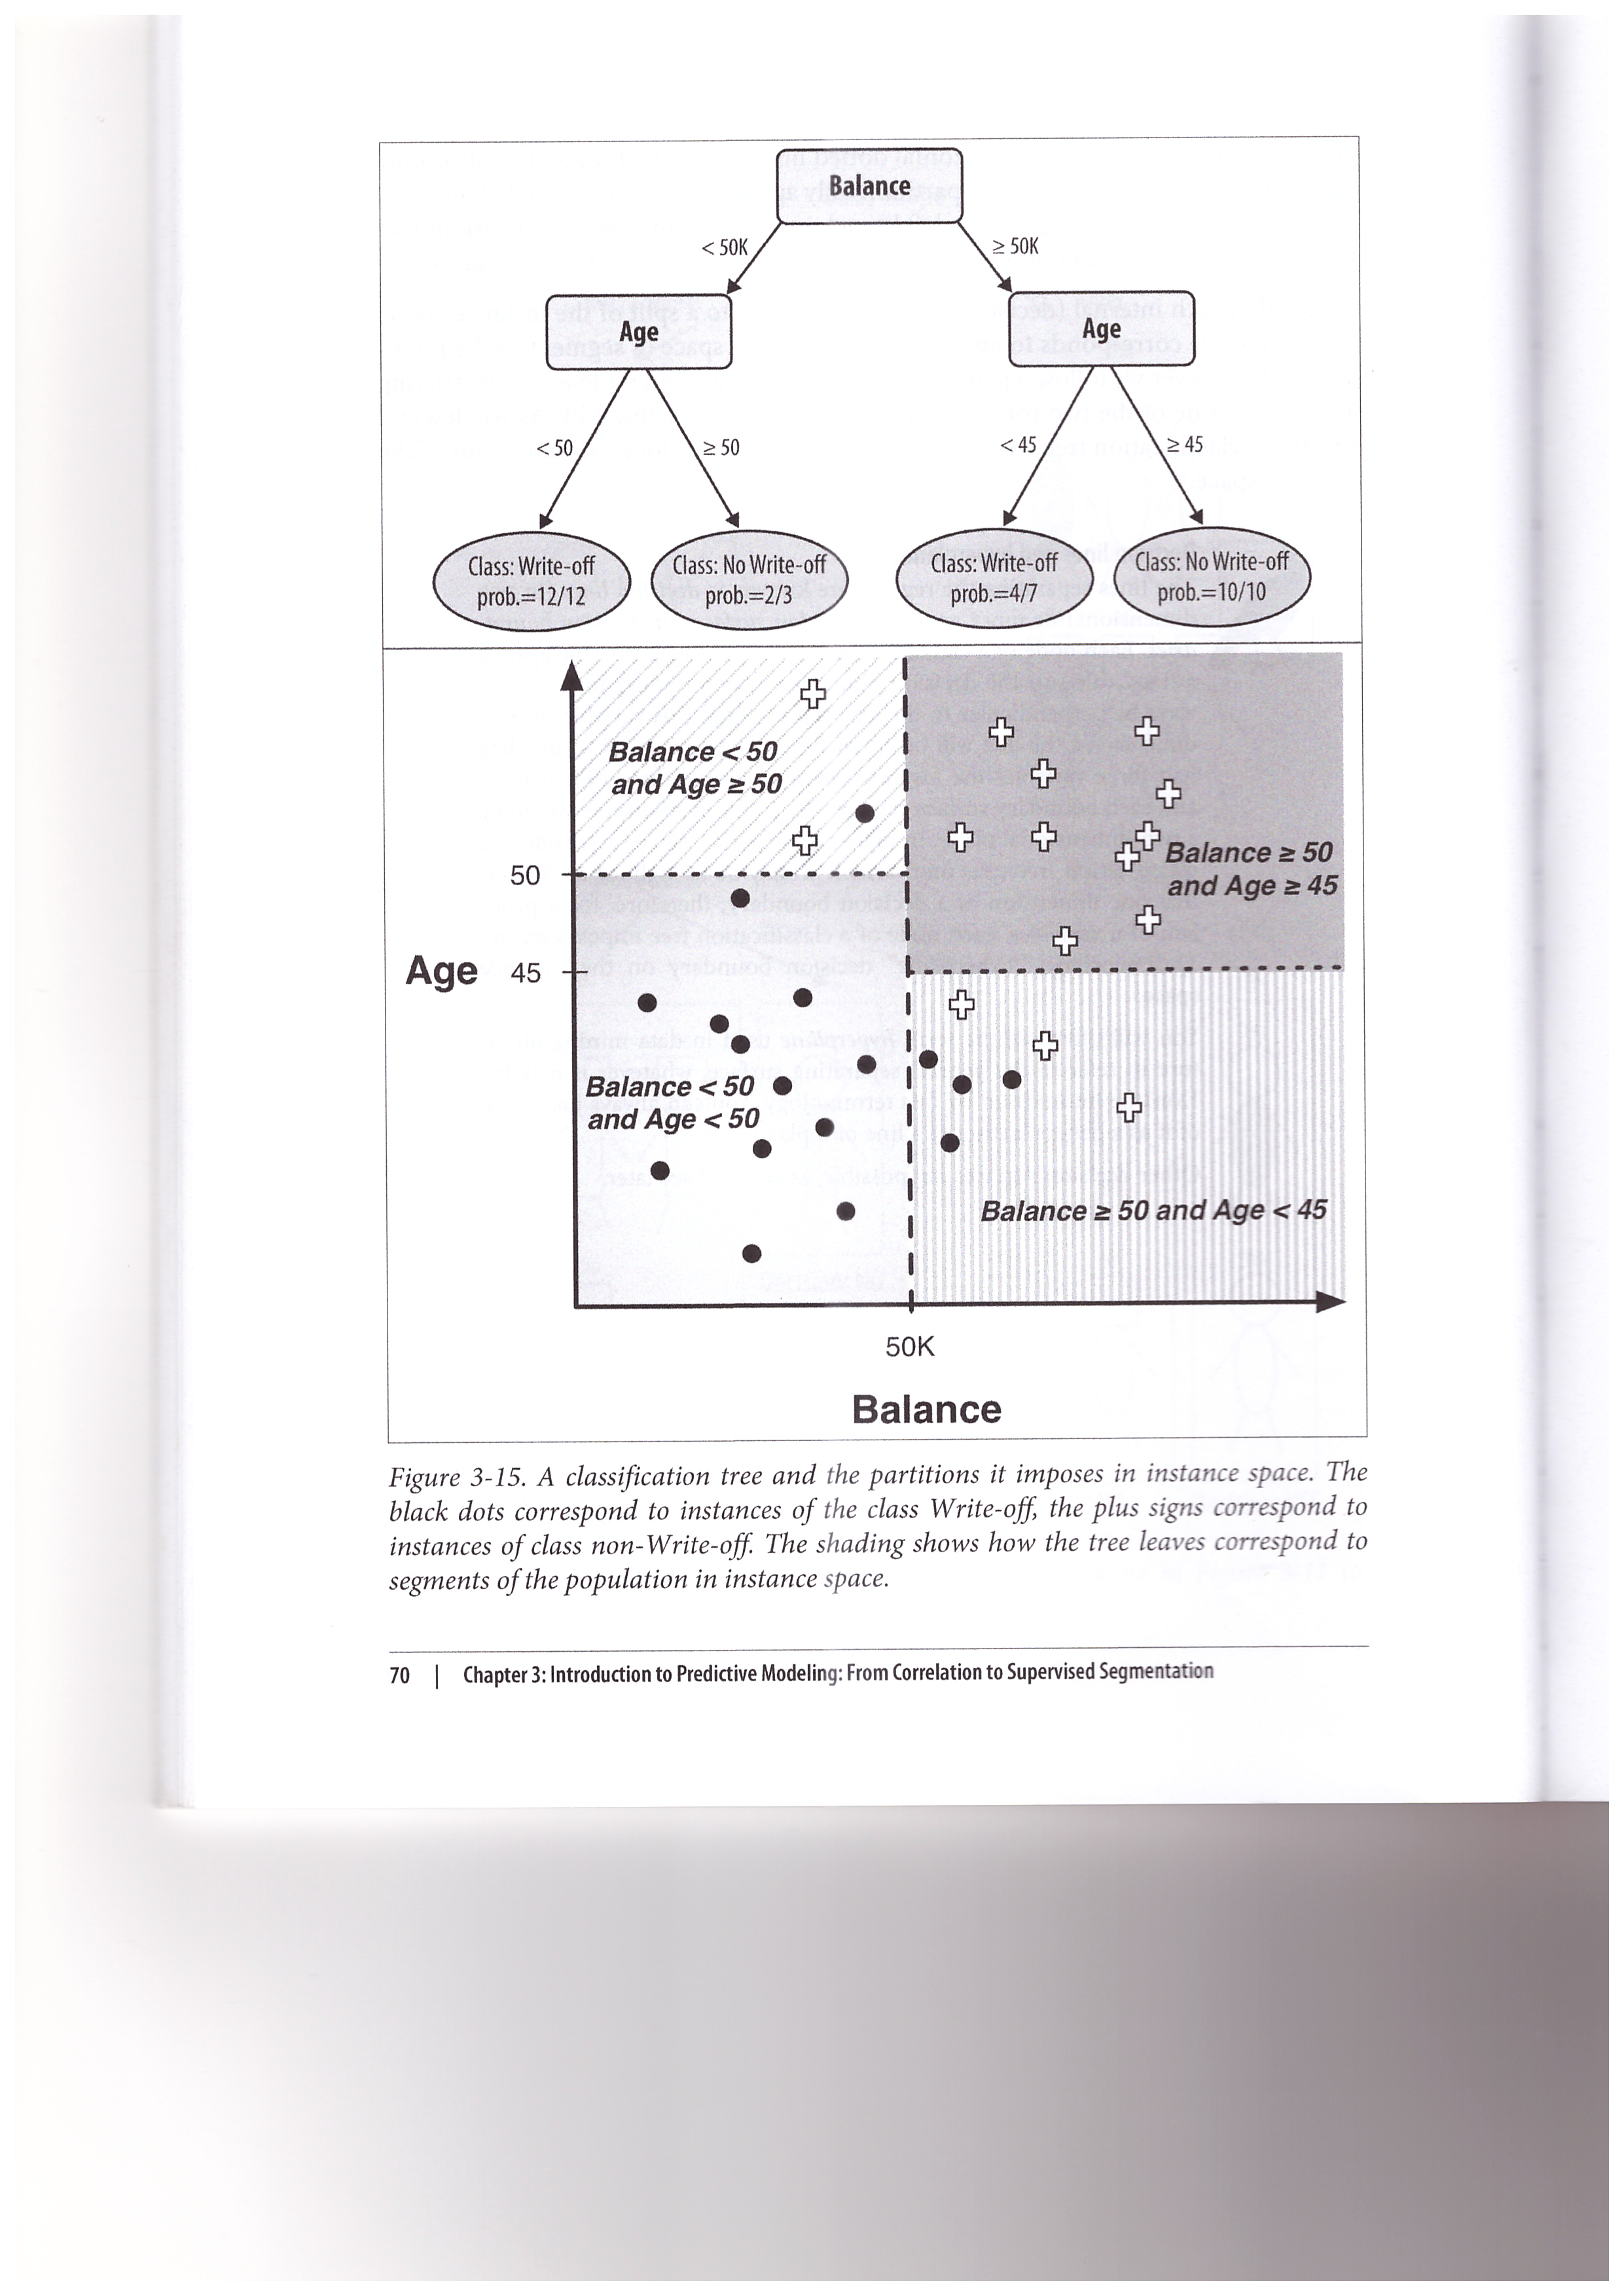 Balance
< 50K
≥ 50K
Age
Age
< 50
≥ 50
< 45
≥ 45
Class: Write-off
prob.=12/12
Class: No Write-off
prob.=2/3
Class: Write-off
prob.=4/7
Class: No Write-off
prob.=10/10
Balance < 50
and Age ≥ 50
Balance ≥ 50
and Age ≥ 45
50
Age
45
Balance < 50
and Age < 50
Balance ≥ 50 and Age < 45
50K
Balance
Figure 3-15. A classification tree and the partitions it imposes in instance space. The
black dots correspond to instances of the class Write-off, the plus signs correspond to
instances of class non-Write-off. The shading shows how the tree leaves correspond to
segments of the population in instance space.
70 | Chapter 3: Introduction to Predictive Modeling: From Correlation to Supervised Segmentation